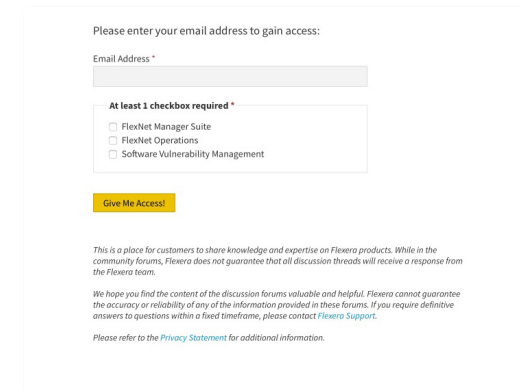 Please enter your email address to gain access:
Email Address *
At least 1 checkbox required *
FlexNet Manager Suite
FlexNet Operations
Software Vulnerability Management
Give Me Access!
This is a place for customers to share knowledge and expertise on Flexera products. While in the
community forums, Flexera does not guarantee that all discussion threads will receive a response from
the Flexera team.
We hope you find the content of the discussion forums valuable and helpful. Flexera cannot guarantee
the accuracy or reliability of any of the information provided in these forums. If you require definitive
answers to questions within a fixed timeframe, please contact Flexera Support.
Please refer to the Privacy Statement for additional information.